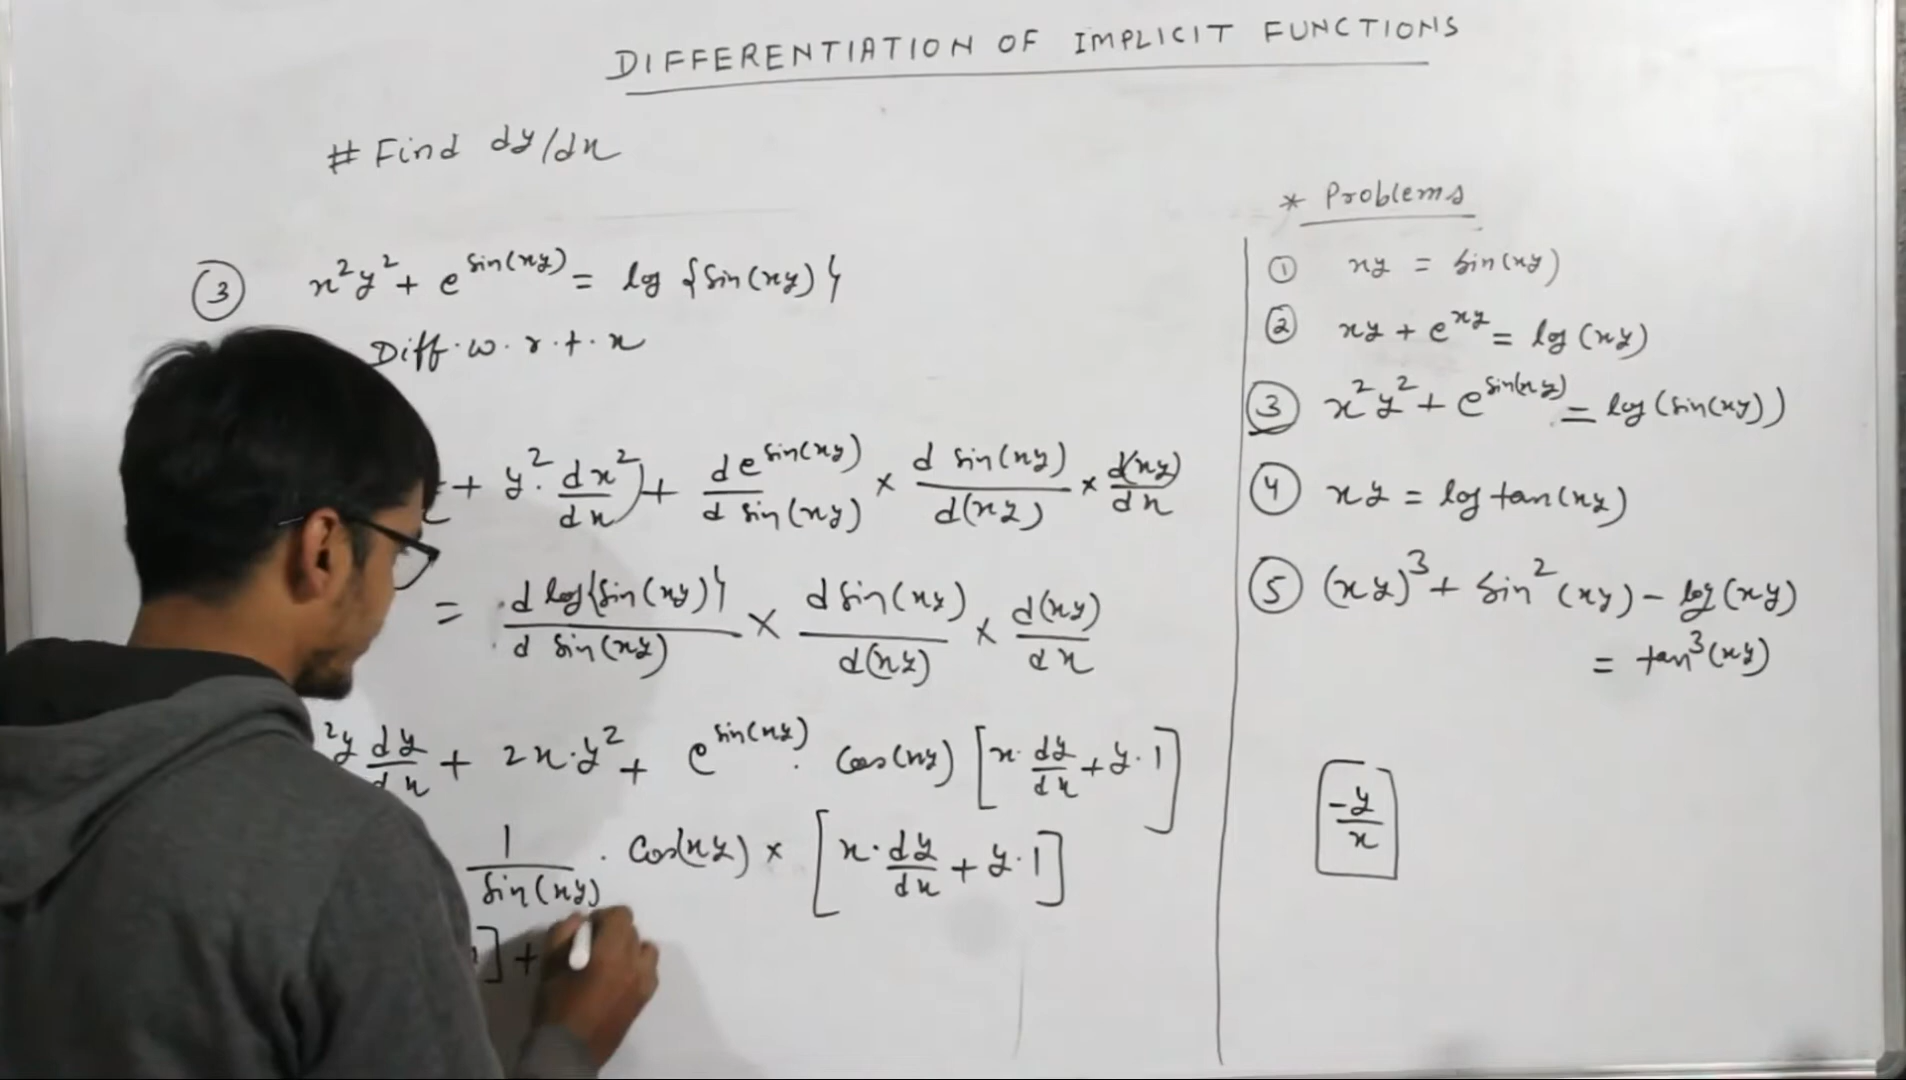 DIFFERENTIATION OF IMPLICIT FUNCTIONS
# Find dy/dx
③ x²y² + e^sin(xy) = log {sin(xy)}
Diff. w. r. t. x
+ y². dx²/dx) + de^sin(xy)/d sin(xy) × d sin(xy)/d(xy) × d(xy)/dx
= d log{sin(xy)}/d sin(xy) × d sin(xy)/d(xy) × d(xy)/dx
²y dy/dx + 2x.y² + e^sin(xy) . cos(xy) [x. dy/dx + y.1]
1/sin(xy) . cos(xy) × [x. dy/dx + y.1]
] +
* Problems
① xy = sin(xy)
② xy + e^xy = log(xy)
③ x²y² + e^sin(xy) = log(sin(xy))
④ xy = log tan(xy)
⑤ (xy)³ + sin²(xy) - log(xy)
= tan³(xy)
-y/x